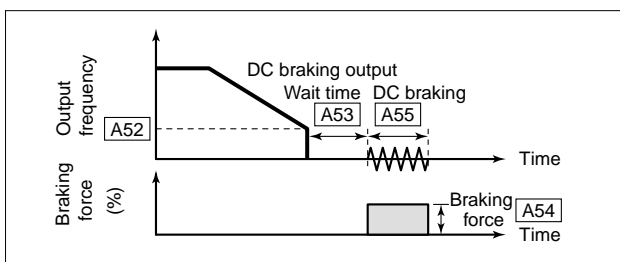 Output
frequency
DC braking output
Wait time
DC braking
A53
A55
A52
Time
Braking
force
(%)
Braking
force
A54
Time